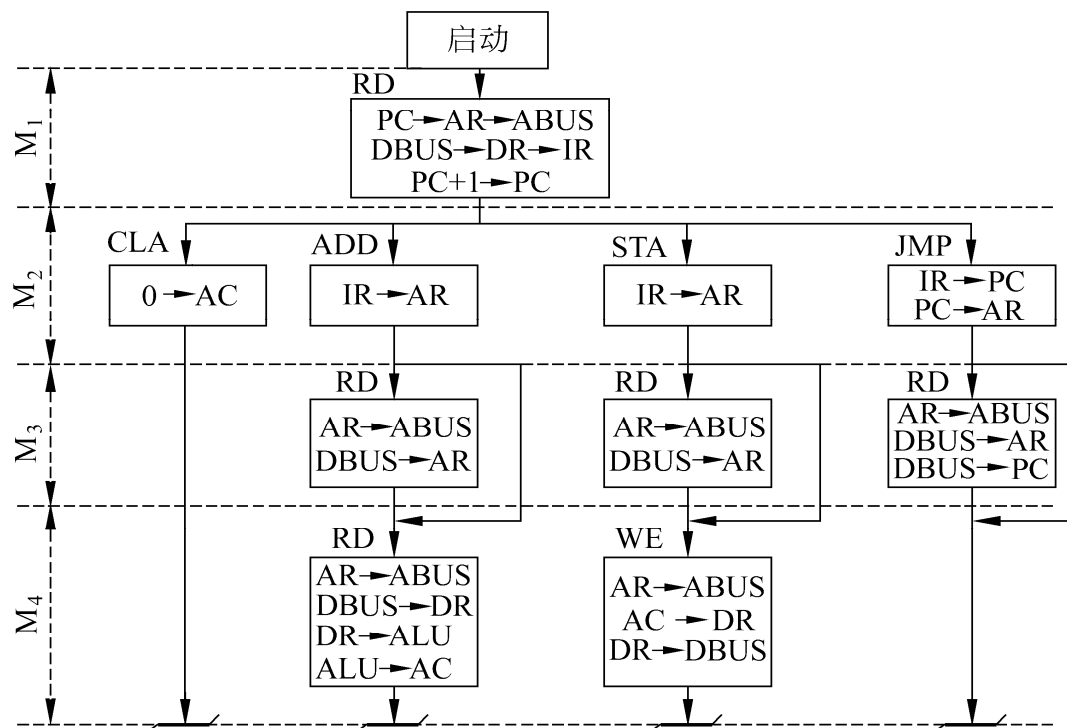 启动
RD
PC→AR→ABUS
DBUS→DR→IR
PC+1→PC
M₁
CLA
ADD
STA
JMP
0→AC
IR→AR
IR→AR
IR→PC
PC→AR
M₂
RD
RD
RD
AR→ABUS
DBUS→AR
AR→ABUS
DBUS→AR
AR→ABUS
DBUS→AR
DBUS→PC
M₃
RD
WE
AR→ABUS
DBUS→DR
DR→ALU
ALU→AC
AR→ABUS
AC→DR
DR→DBUS
M₄